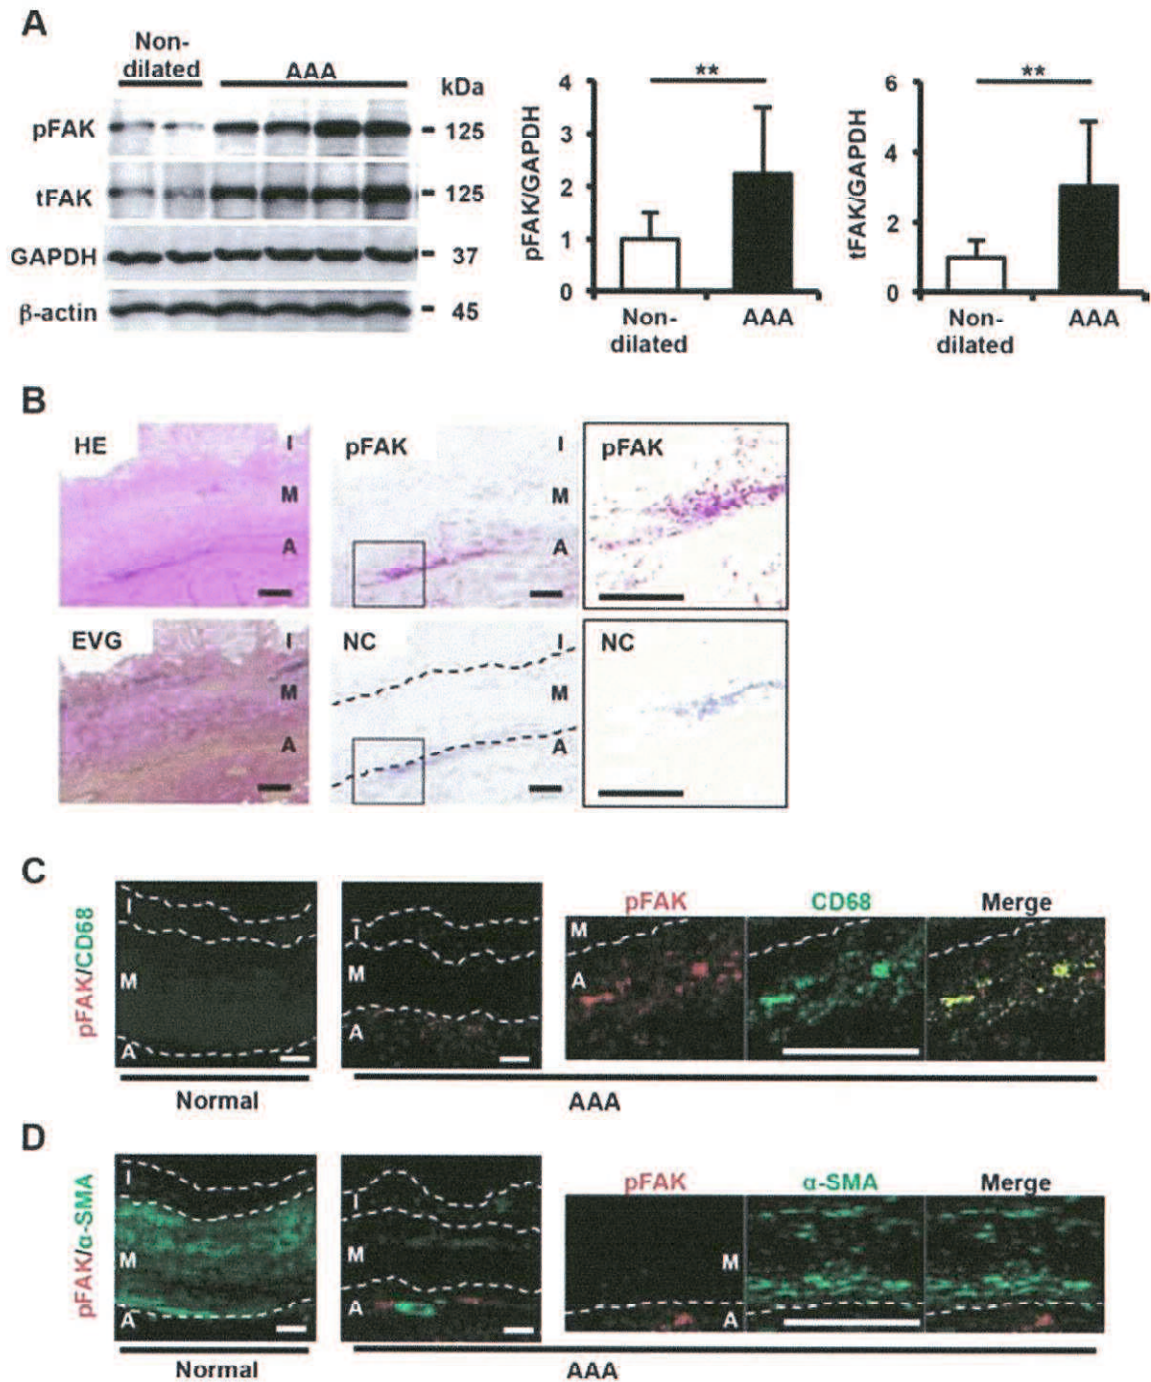 A
Non-
dilated
AAA
kDa
pFAK
125
tFAK
125
GAPDH
37
β-actin
45
pFAK/GAPDH
4
3
2
1
0
**
Non-
dilated
AAA
tFAK/GAPDH
6
4
2
0
**
Non-
dilated
AAA
B
HE
I
M
A
pFAK
I
M
A
pFAK
EVG
I
M
A
NC
I
M
A
NC
C
pFAK/CD68
I
M
A
Normal
I
M
A
pFAK
CD68
Merge
M
A
AAA
D
pFAK/α-SMA
I
M
A
Normal
I
M
A
pFAK
α-SMA
Merge
M
A
AAA